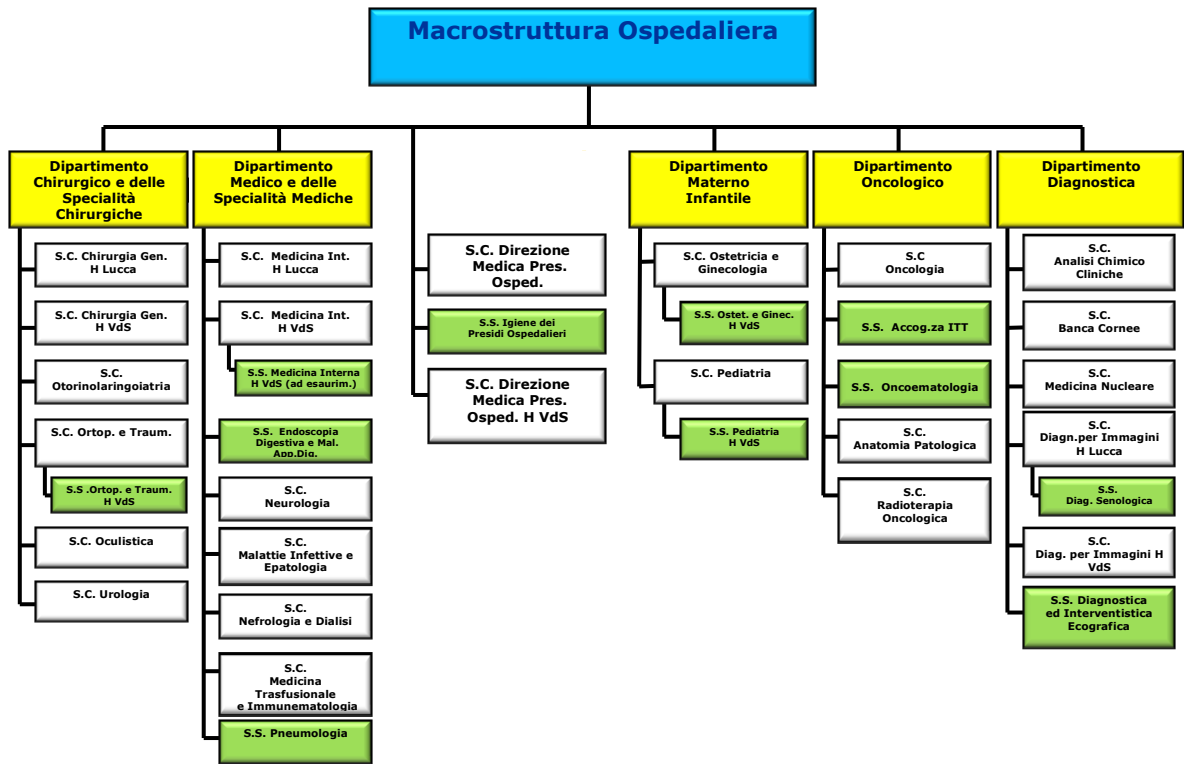 Macrostruttura Ospedaliera
Dipartimento
Chirurgico e delle
Specialità
Chirurgiche
S.C. Chirurgia Gen.
H Lucca
S.C. Chirurgia Gen.
H VdS
S.C.
Otorinolaringoiatria
S.C. Ortop. e Traum.
S.S .Ortop. e Traum.
H VdS
S.C. Oculistica
S.C. Urologia
Dipartimento
Medico e delle
Specialità Mediche
S.C. Medicina Int.
H Lucca
S.C. Medicina Int.
H VdS
S.S. Medicina Interna
H VdS (ad esaurim.)
S.S. Endoscopia
Digestiva e Mal.
App.Dig.
S.C.
Neurologia
S.C.
Malattie Infettive e
Epatologia
S.C.
Nefrologia e Dialisi
S.C.
Medicina
Trasfusionale
e Immunematologia
S.S. Pneumologia
S.C. Direzione
Medica Pres.
Osped.
S.S. Igiene dei
Presidi Ospedalieri
S.C. Direzione
Medica Pres.
Osped. H VdS
Dipartimento
Materno
Infantile
S.C. Ostetricia e
Ginecologia
S.S. Ostet. e Ginec.
H VdS
S.C. Pediatria
S.S. Pediatria
H VdS
Dipartimento
Oncologico
S.C
Oncologia
S.S. Accog.za ITT
S.S. Oncoematologia
S.C.
Anatomia Patologica
S.C.
Radioterapia
Oncologica
Dipartimento
Diagnostica
S.C.
Analisi Chimico
Cliniche
S.C.
Banca Cornee
S.C.
Medicina Nucleare
S.C.
Diagn.per Immagini
H Lucca
S.S.
Diag. Senologica
S.C.
Diag. per Immagini H
VdS
S.S. Diagnostica
ed Interventistica
Ecografica